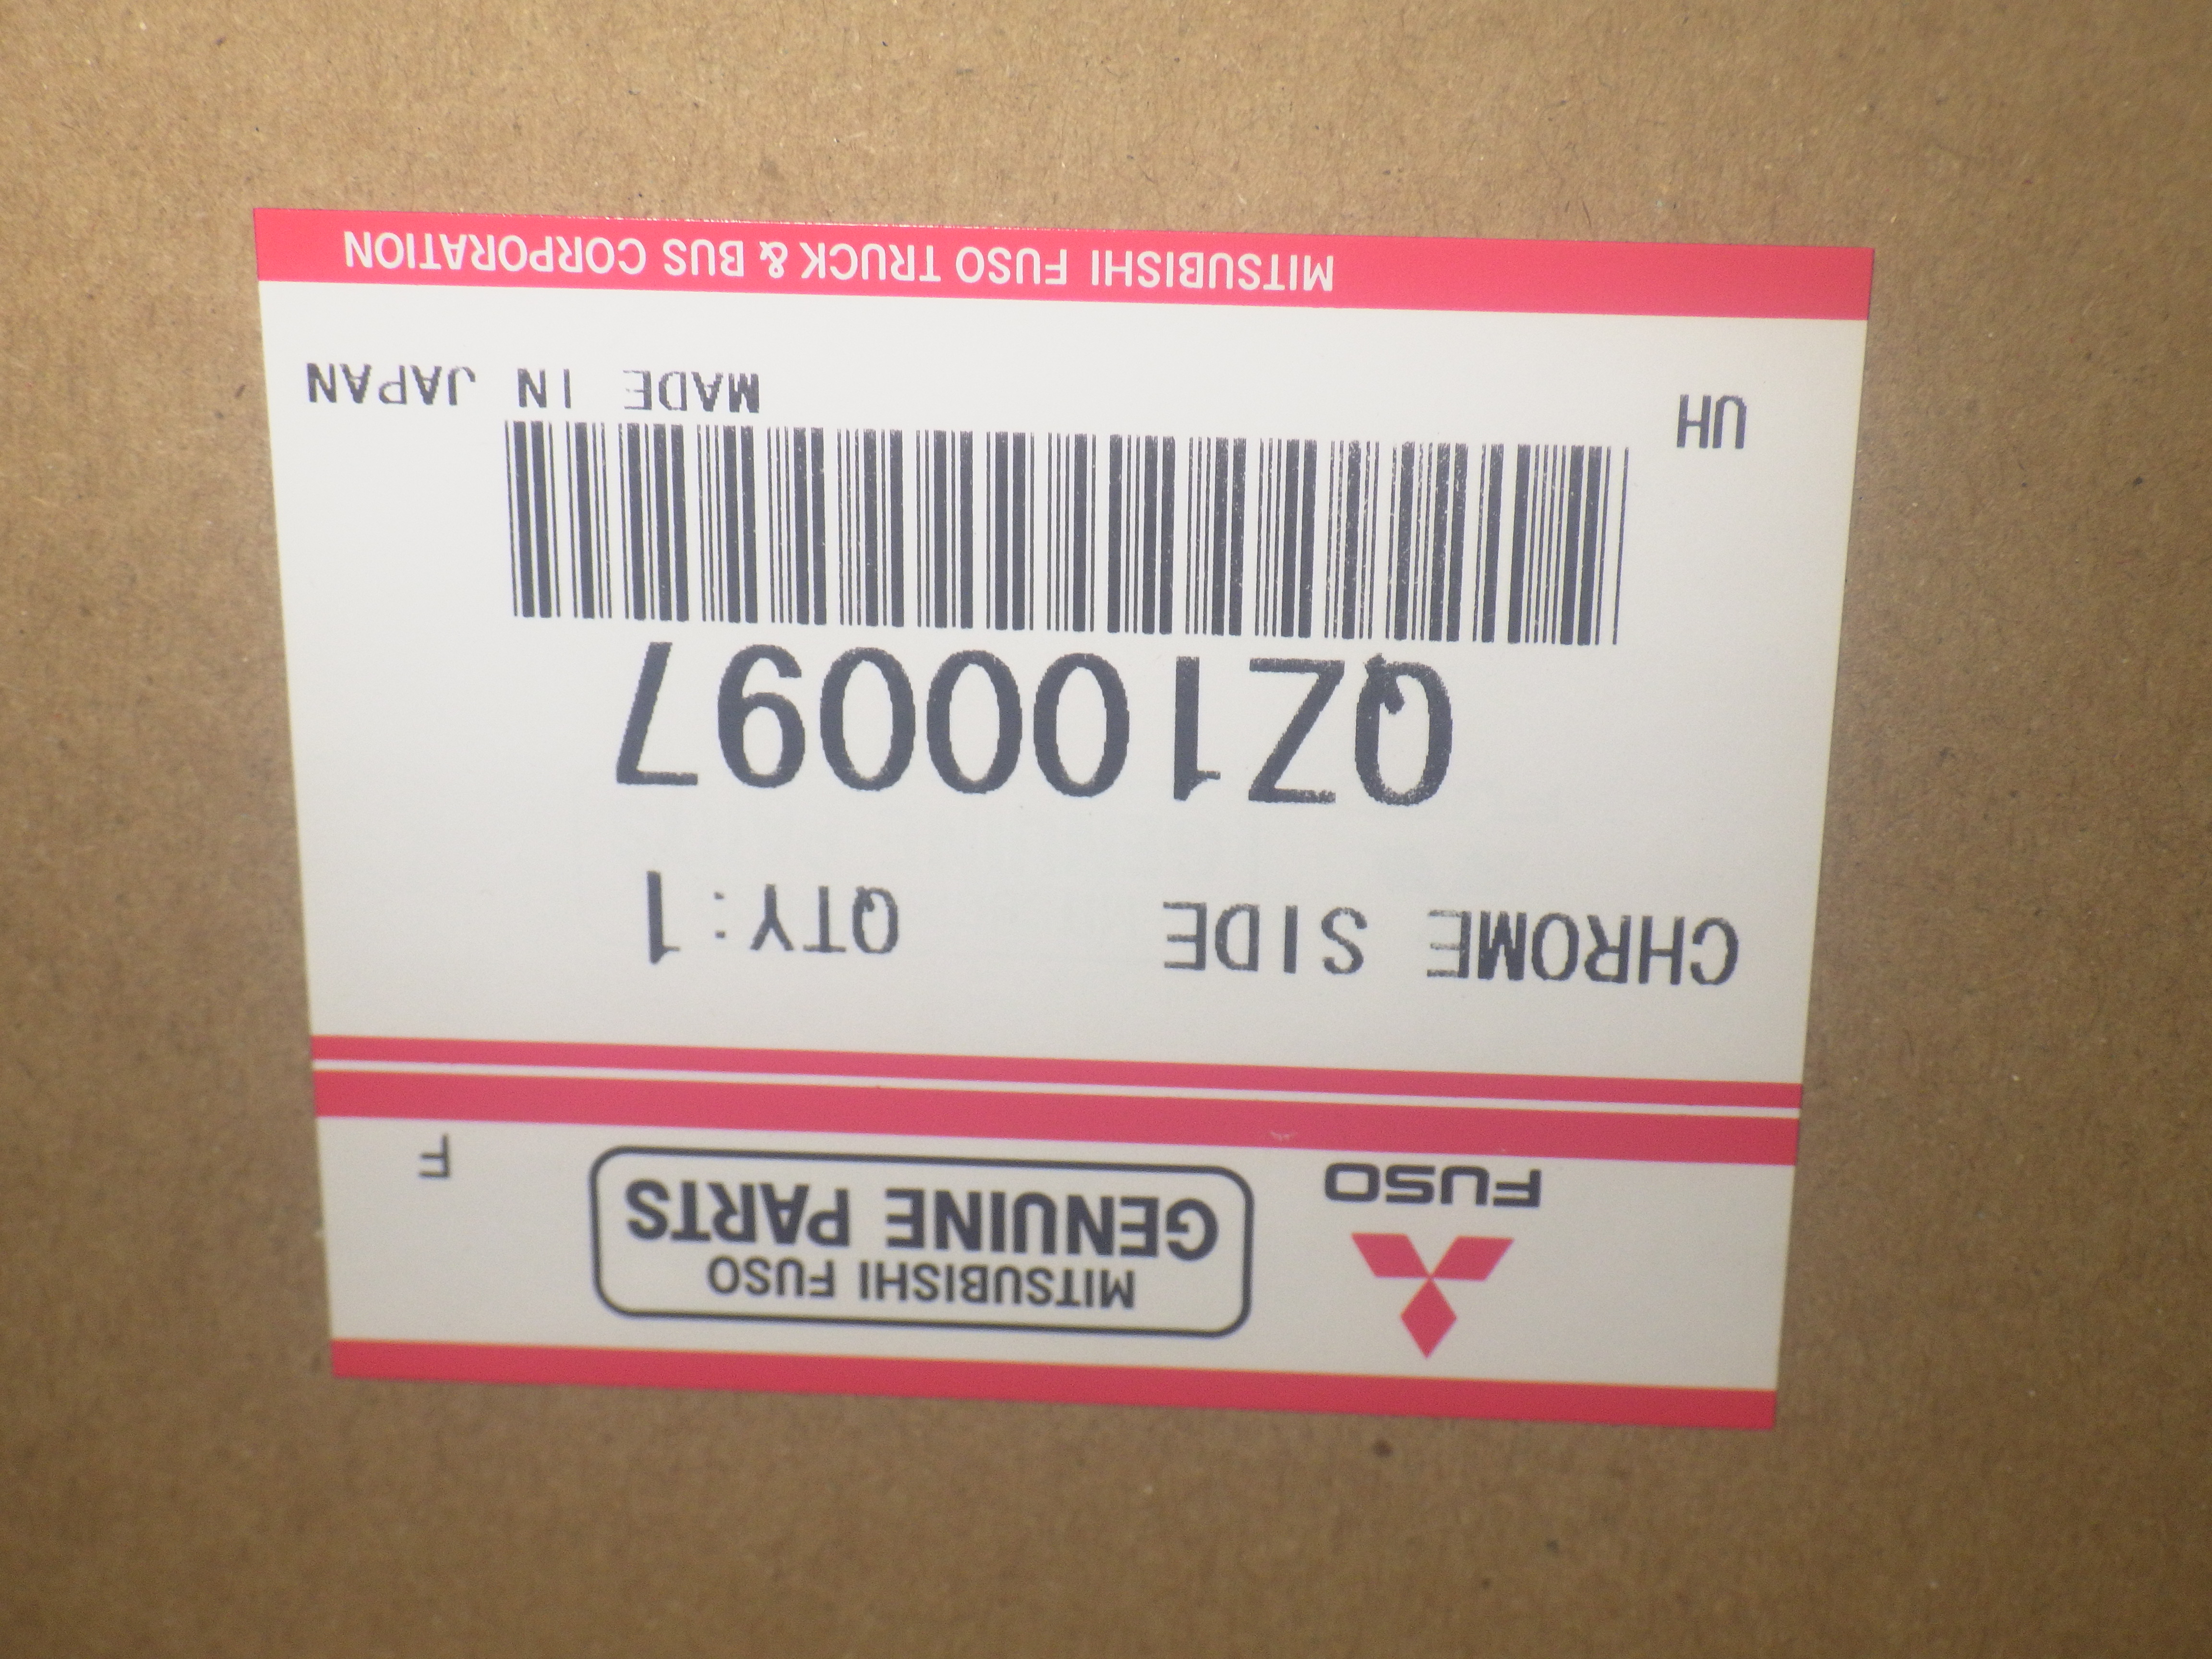 FUSO
MITSUBISHI FUSO
GENUINE PARTS
F
CHROME SIDE QTY:1
QZ100097
UH
MADE IN JAPAN
MITSUBISHI FUSO TRUCK & BUS CORPORATION